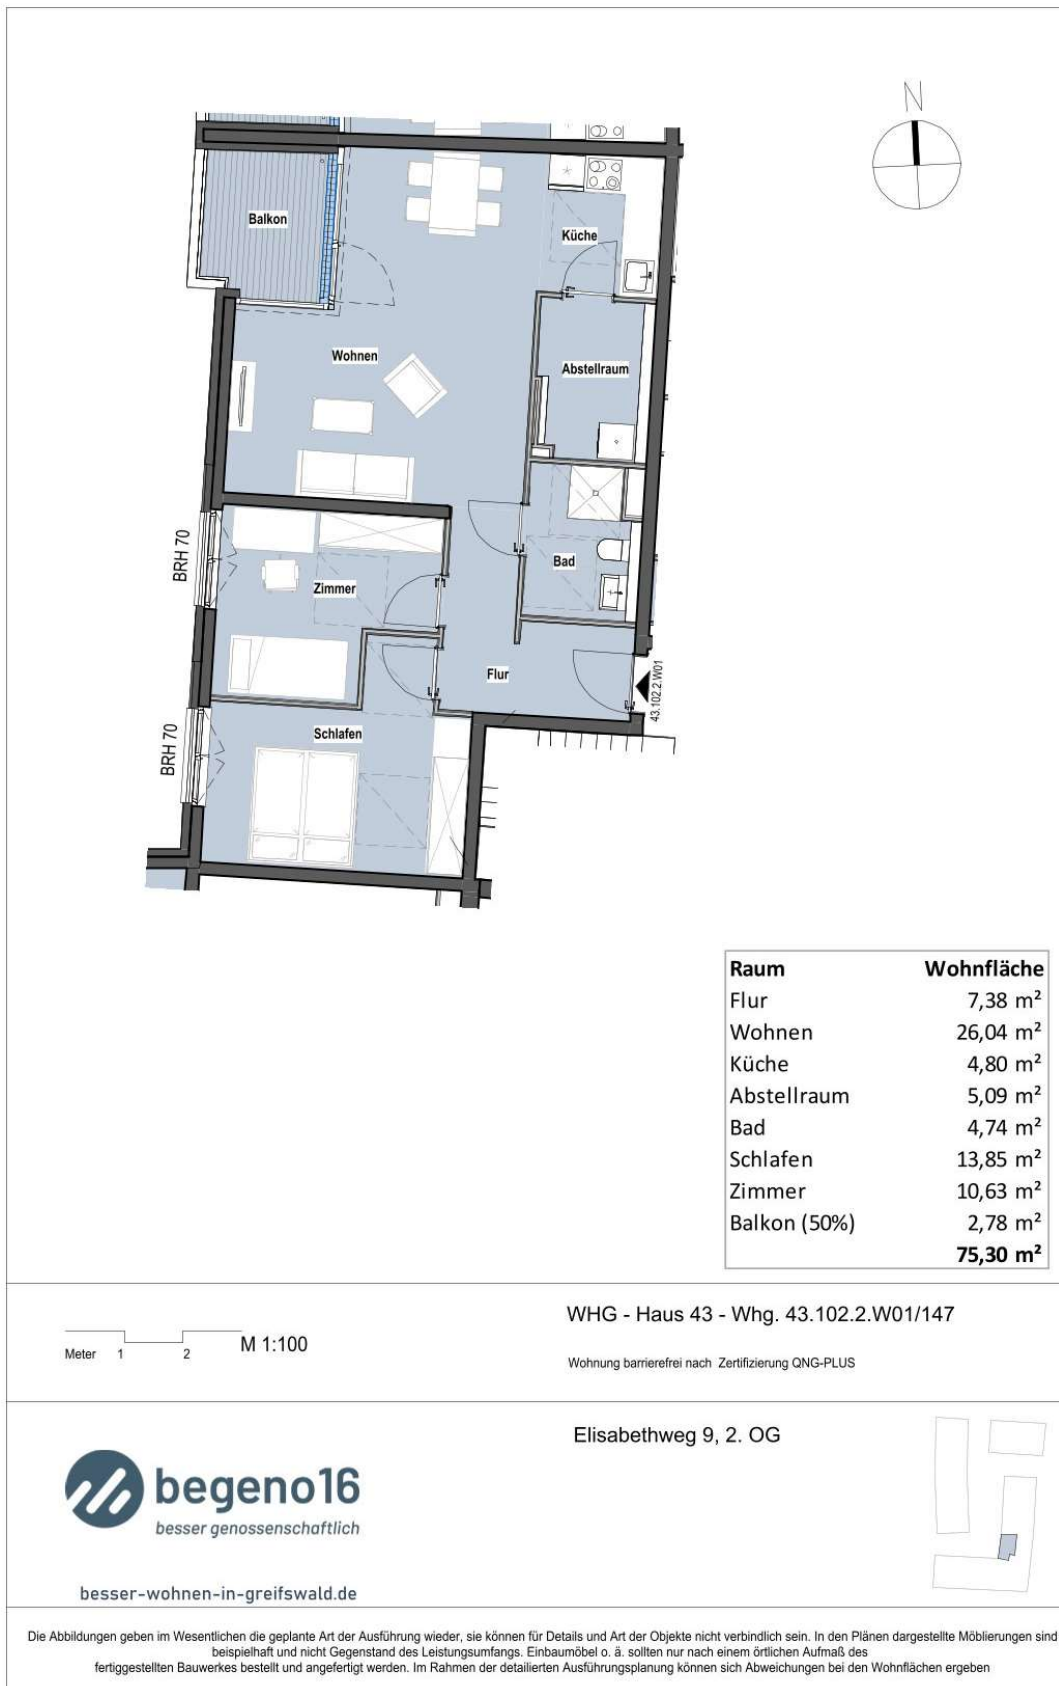 N
Balkon
Küche
Wohnen
Abstellraum
BRH 70
Zimmer
Bad
Flur
43.102.2.W01
BRH 70
Schlafen
Raum Wohnfläche
Flur 7,38 m²
Wohnen 26,04 m²
Küche 4,80 m²
Abstellraum 5,09 m²
Bad 4,74 m²
Schlafen 13,85 m²
Zimmer 10,63 m²
Balkon (50%) 2,78 m²
75,30 m²
Meter 1 2 M 1:100
WHG - Haus 43 - Whg. 43.102.2.W01/147
Wohnung barrierefrei nach Zertifizierung QNG-PLUS
Elisabethweg 9, 2. OG
begeno16
besser genossenschaftlich
besser-wohnen-in-greifswald.de
Die Abbildungen geben im Wesentlichen die geplante Art der Ausführung wieder, sie können für Details und Art der Objekte nicht verbindlich sein. In den Plänen dargestellte Möblierungen sind
beispielhaft und nicht Gegenstand des Leistungsumfangs. Einbaumöbel o. ä. sollten nur nach einem örtlichen Aufmaß des
fertiggestellten Bauwerkes bestellt und angefertigt werden. Im Rahmen der detailierten Ausführungsplanung können sich Abweichungen bei den Wohnflächen ergeben